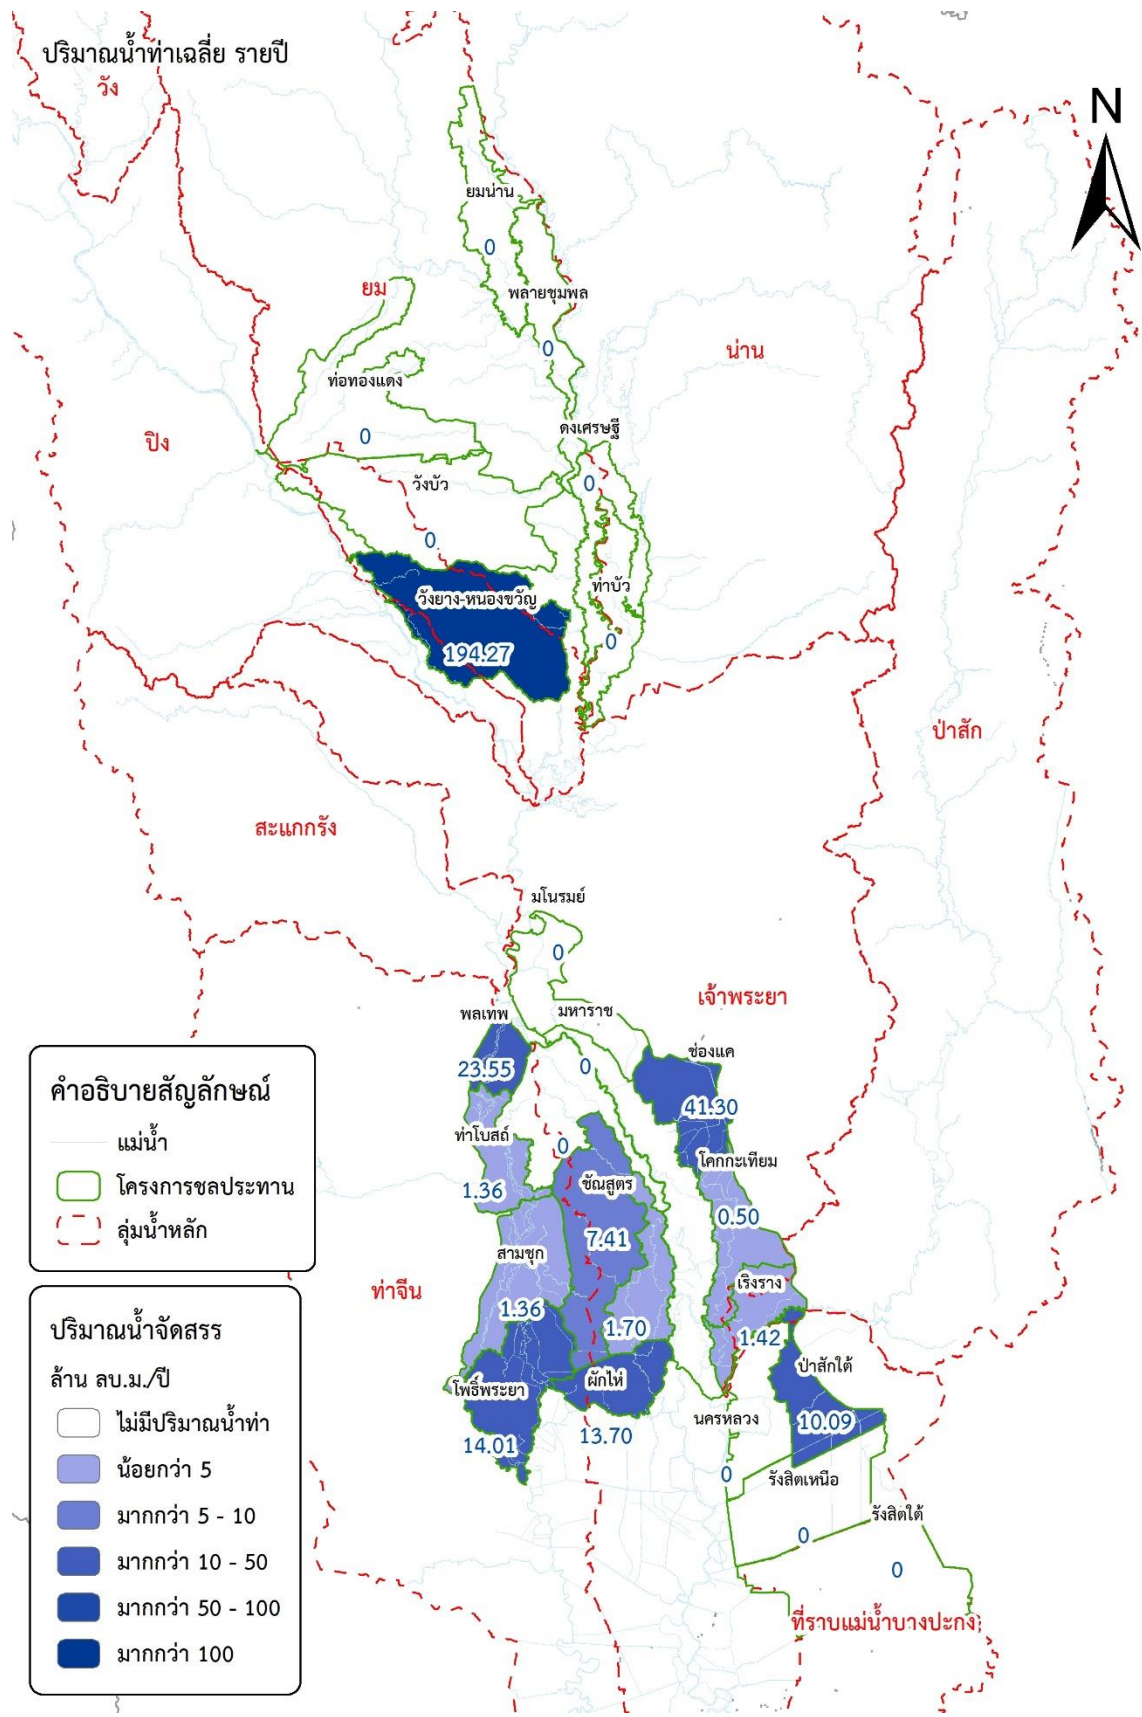 ปริมาณน้ำท่าเฉลี่ย รายปี
วัง
N
ยมน่าน
0
ยม
พลายชุมพล
0
น่าน
ท่อทองแดง
0
ปิง
ดงเศรษฐี
0
วังบัว
0
ท่าบัว
0
วังยาง-หนองขวัญ
194.27
ป่าสัก
สะแกกรัง
มโนรมย์
0
เจ้าพระยา
พลเทพ
23.55
มหาราช
0
ช่องแค
41.30
ท่าโบสถ์
1.36
0
ชัณสูตร
7.41
โคกกะเทียม
0.50
สามชุก
1.36
ท่าจีน
1.70
เริงราง
1.42
ป่าสักใต้
10.09
โพธิ์พระยา
14.01
ผักไห่
13.70
นครหลวง
0
รังสิตเหนือ
0
รังสิตใต้
0
ที่ราบแม่น้ำบางปะกง
คำอธิบายสัญลักษณ์
แม่น้ำ
โครงการชลประทาน
ลุ่มน้ำหลัก
ปริมาณน้ำจัดสรร
ล้าน ลบ.ม./ปี
ไม่มีปริมาณน้ำท่า
น้อยกว่า 5
มากกว่า 5 - 10
มากกว่า 10 - 50
มากกว่า 50 - 100
มากกว่า 100